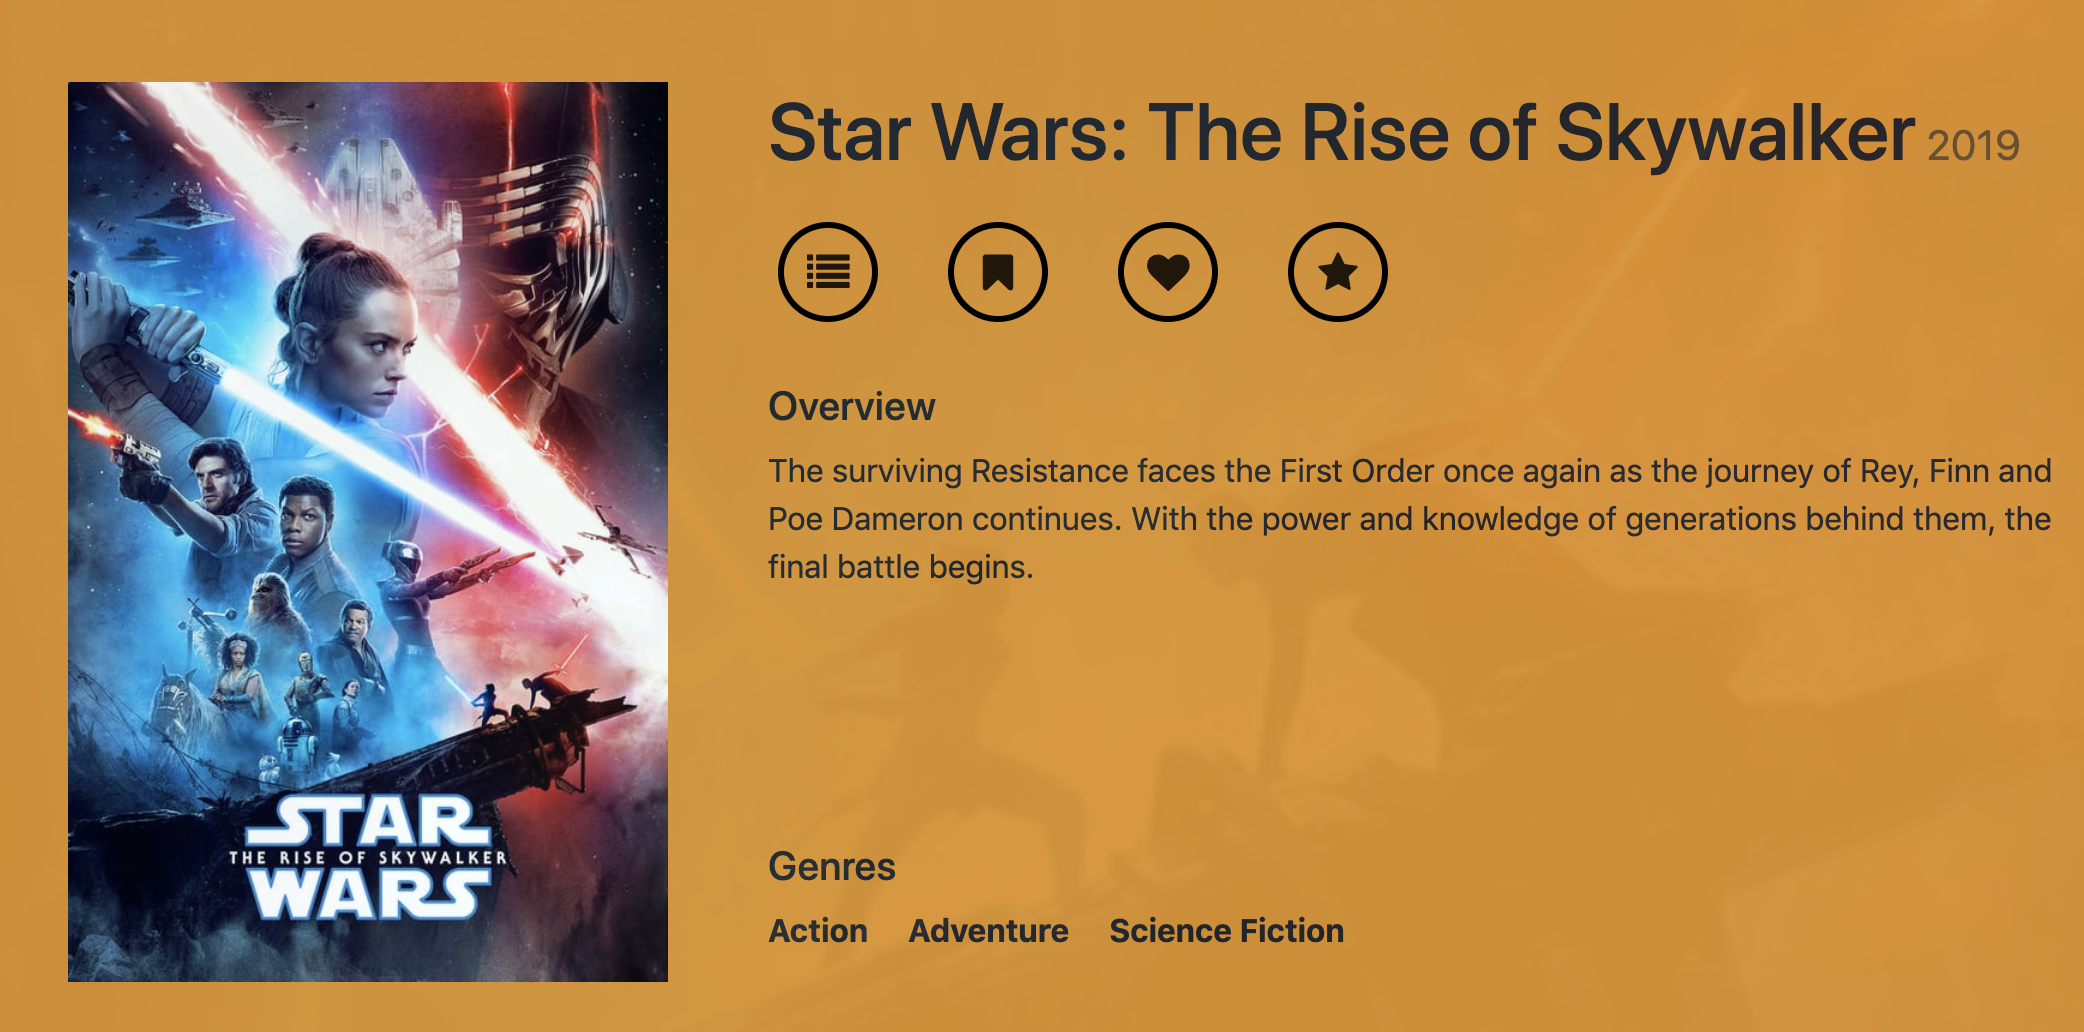 STAR
THE RISE OF SKYWALKER
WARS
Star Wars: The Rise of Skywalker 2019
Overview
The surviving Resistance faces the First Order once again as the journey of Rey, Finn and
Poe Dameron continues. With the power and knowledge of generations behind them, the
final battle begins.
Genres
Action Adventure Science Fiction